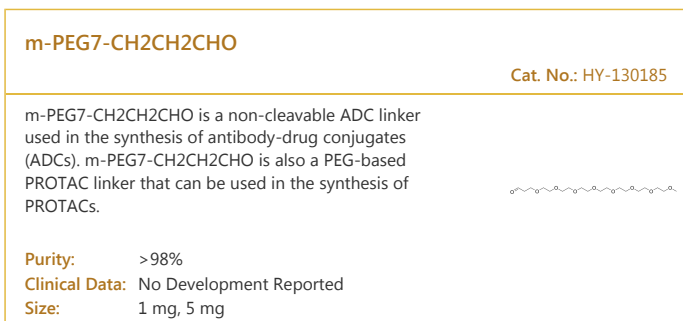 m-PEG7-CH2CH2CHO
Cat. No.: HY-130185
m-PEG7-CH2CH2CHO is a non-cleavable ADC linker
used in the synthesis of antibody-drug conjugates
(ADCs). m-PEG7-CH2CH2CHO is also a PEG-based
PROTAC linker that can be used in the synthesis of
PROTACs.
Purity: >98%
Clinical Data: No Development Reported
Size: 1 mg, 5 mg